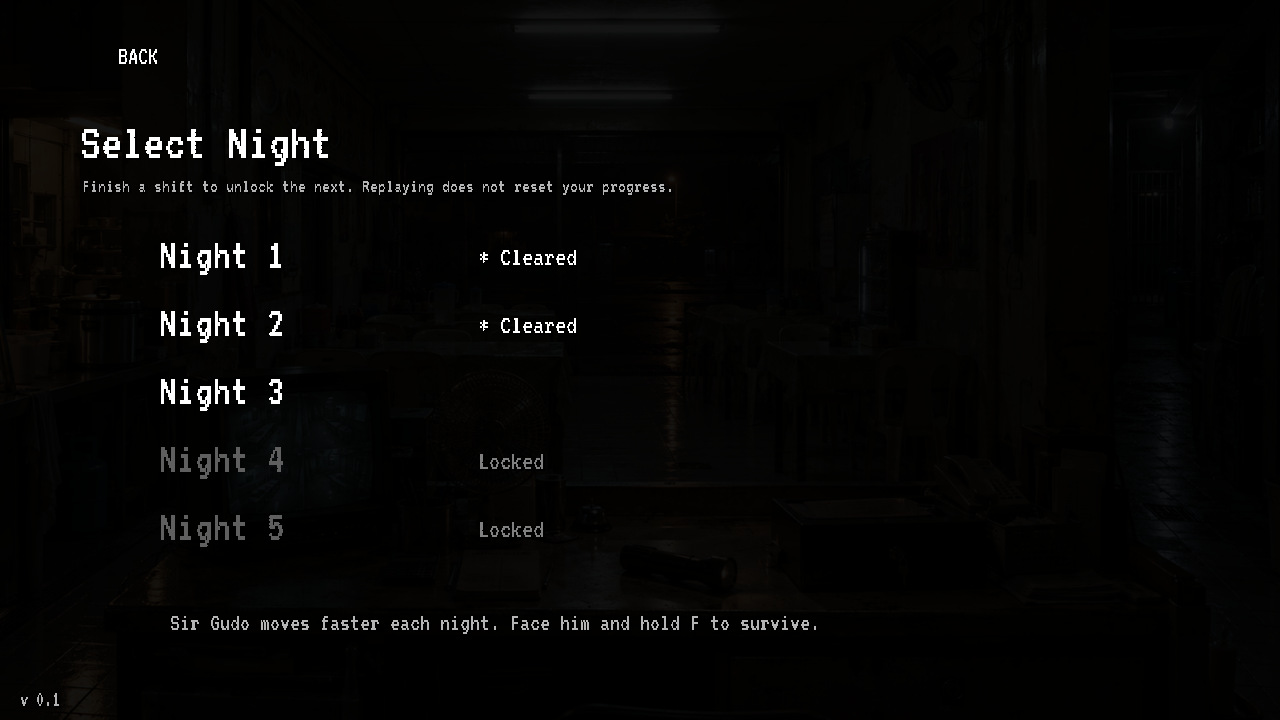 BACK
Select Night
Finish a shift to unlock the next. Replaying does not reset your progress.
Night 1 * Cleared
Night 2 * Cleared
Night 3
Night 4 Locked
Night 5 Locked
Sir Gudo moves faster each night. Face him and hold F to survive.
v 0.1